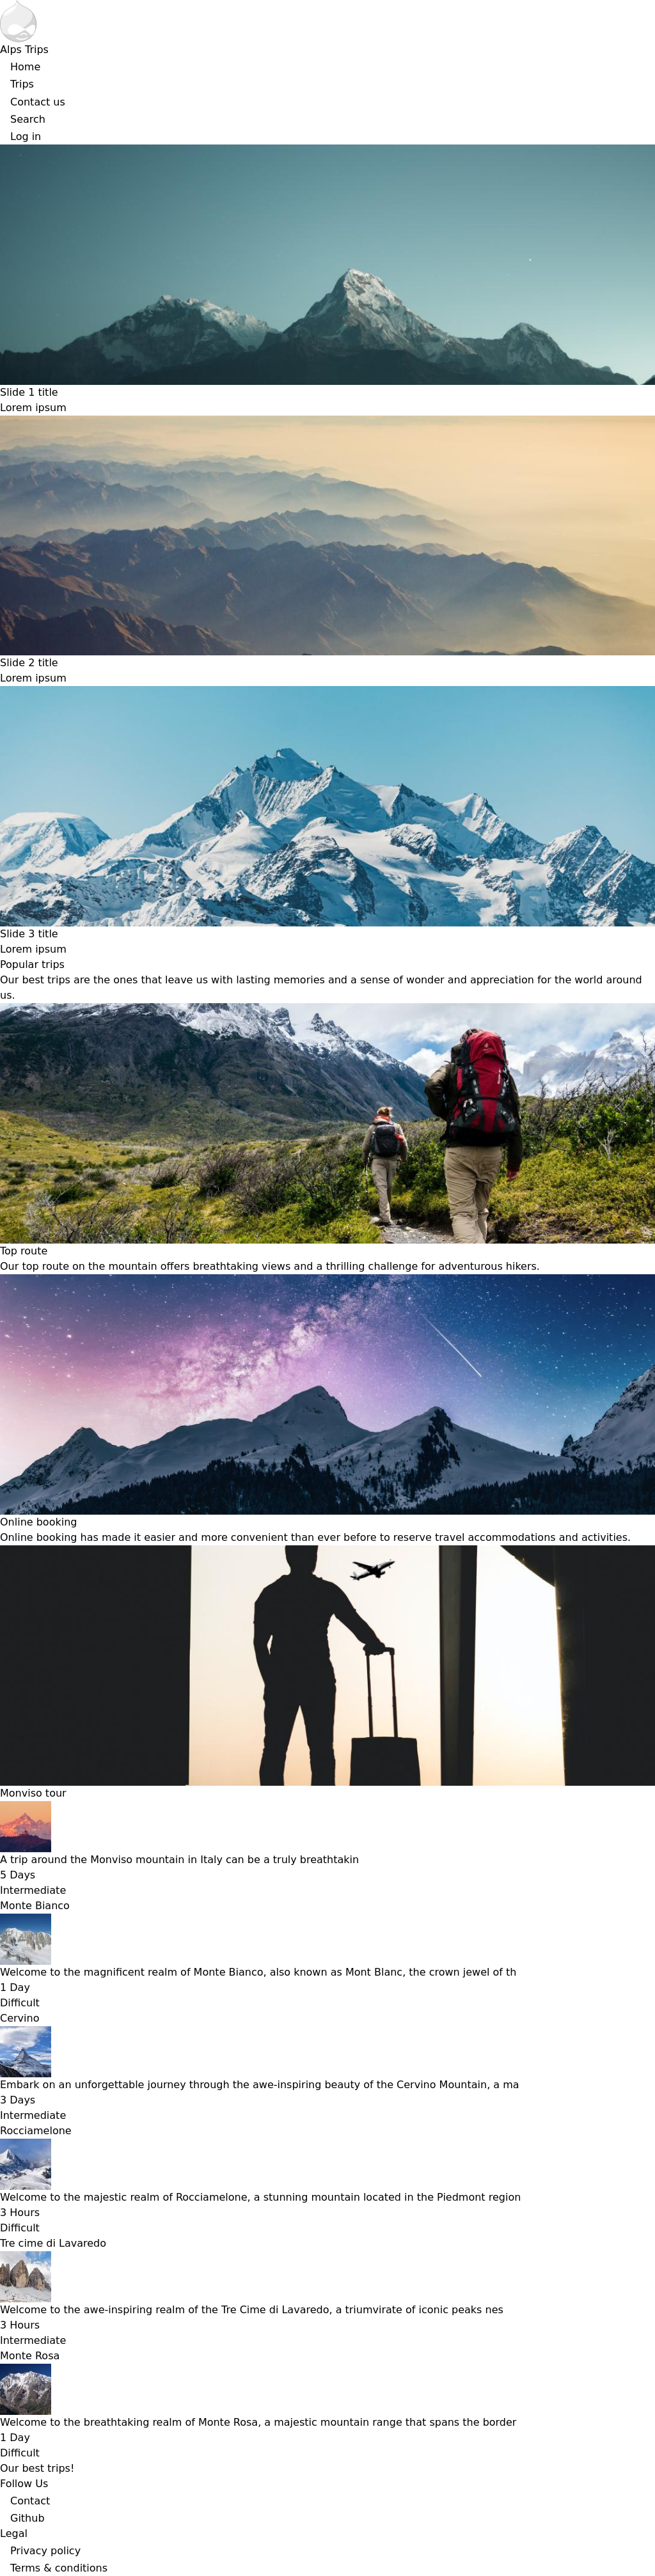 Alps Trips
Home
Trips
Contact us
Search
Log in
Slide 1 title
Lorem ipsum
Slide 2 title
Lorem ipsum
Slide 3 title
Lorem ipsum
Popular trips
Our best trips are the ones that leave us with lasting memories and a sense of wonder and appreciation for the world around
us.
Top route
Our top route on the mountain offers breathtaking views and a thrilling challenge for adventurous hikers.
Online booking
Online booking has made it easier and more convenient than ever before to reserve travel accommodations and activities.
Monviso tour
A trip around the Monviso mountain in Italy can be a truly breathtakin
5 Days
Intermediate
Monte Bianco
Welcome to the magnificent realm of Monte Bianco, also known as Mont Blanc, the crown jewel of th
1 Day
Difficult
Cervino
Embark on an unforgettable journey through the awe-inspiring beauty of the Cervino Mountain, a ma
3 Days
Intermediate
Rocciamelone
Welcome to the majestic realm of Rocciamelone, a stunning mountain located in the Piedmont region
3 Hours
Difficult
Tre cime di Lavaredo
Welcome to the awe-inspiring realm of the Tre Cime di Lavaredo, a triumvirate of iconic peaks nes
3 Hours
Intermediate
Monte Rosa
Welcome to the breathtaking realm of Monte Rosa, a majestic mountain range that spans the border
1 Day
Difficult
Our best trips!
Follow Us
Contact
Github
Legal
Privacy policy
Terms & conditions